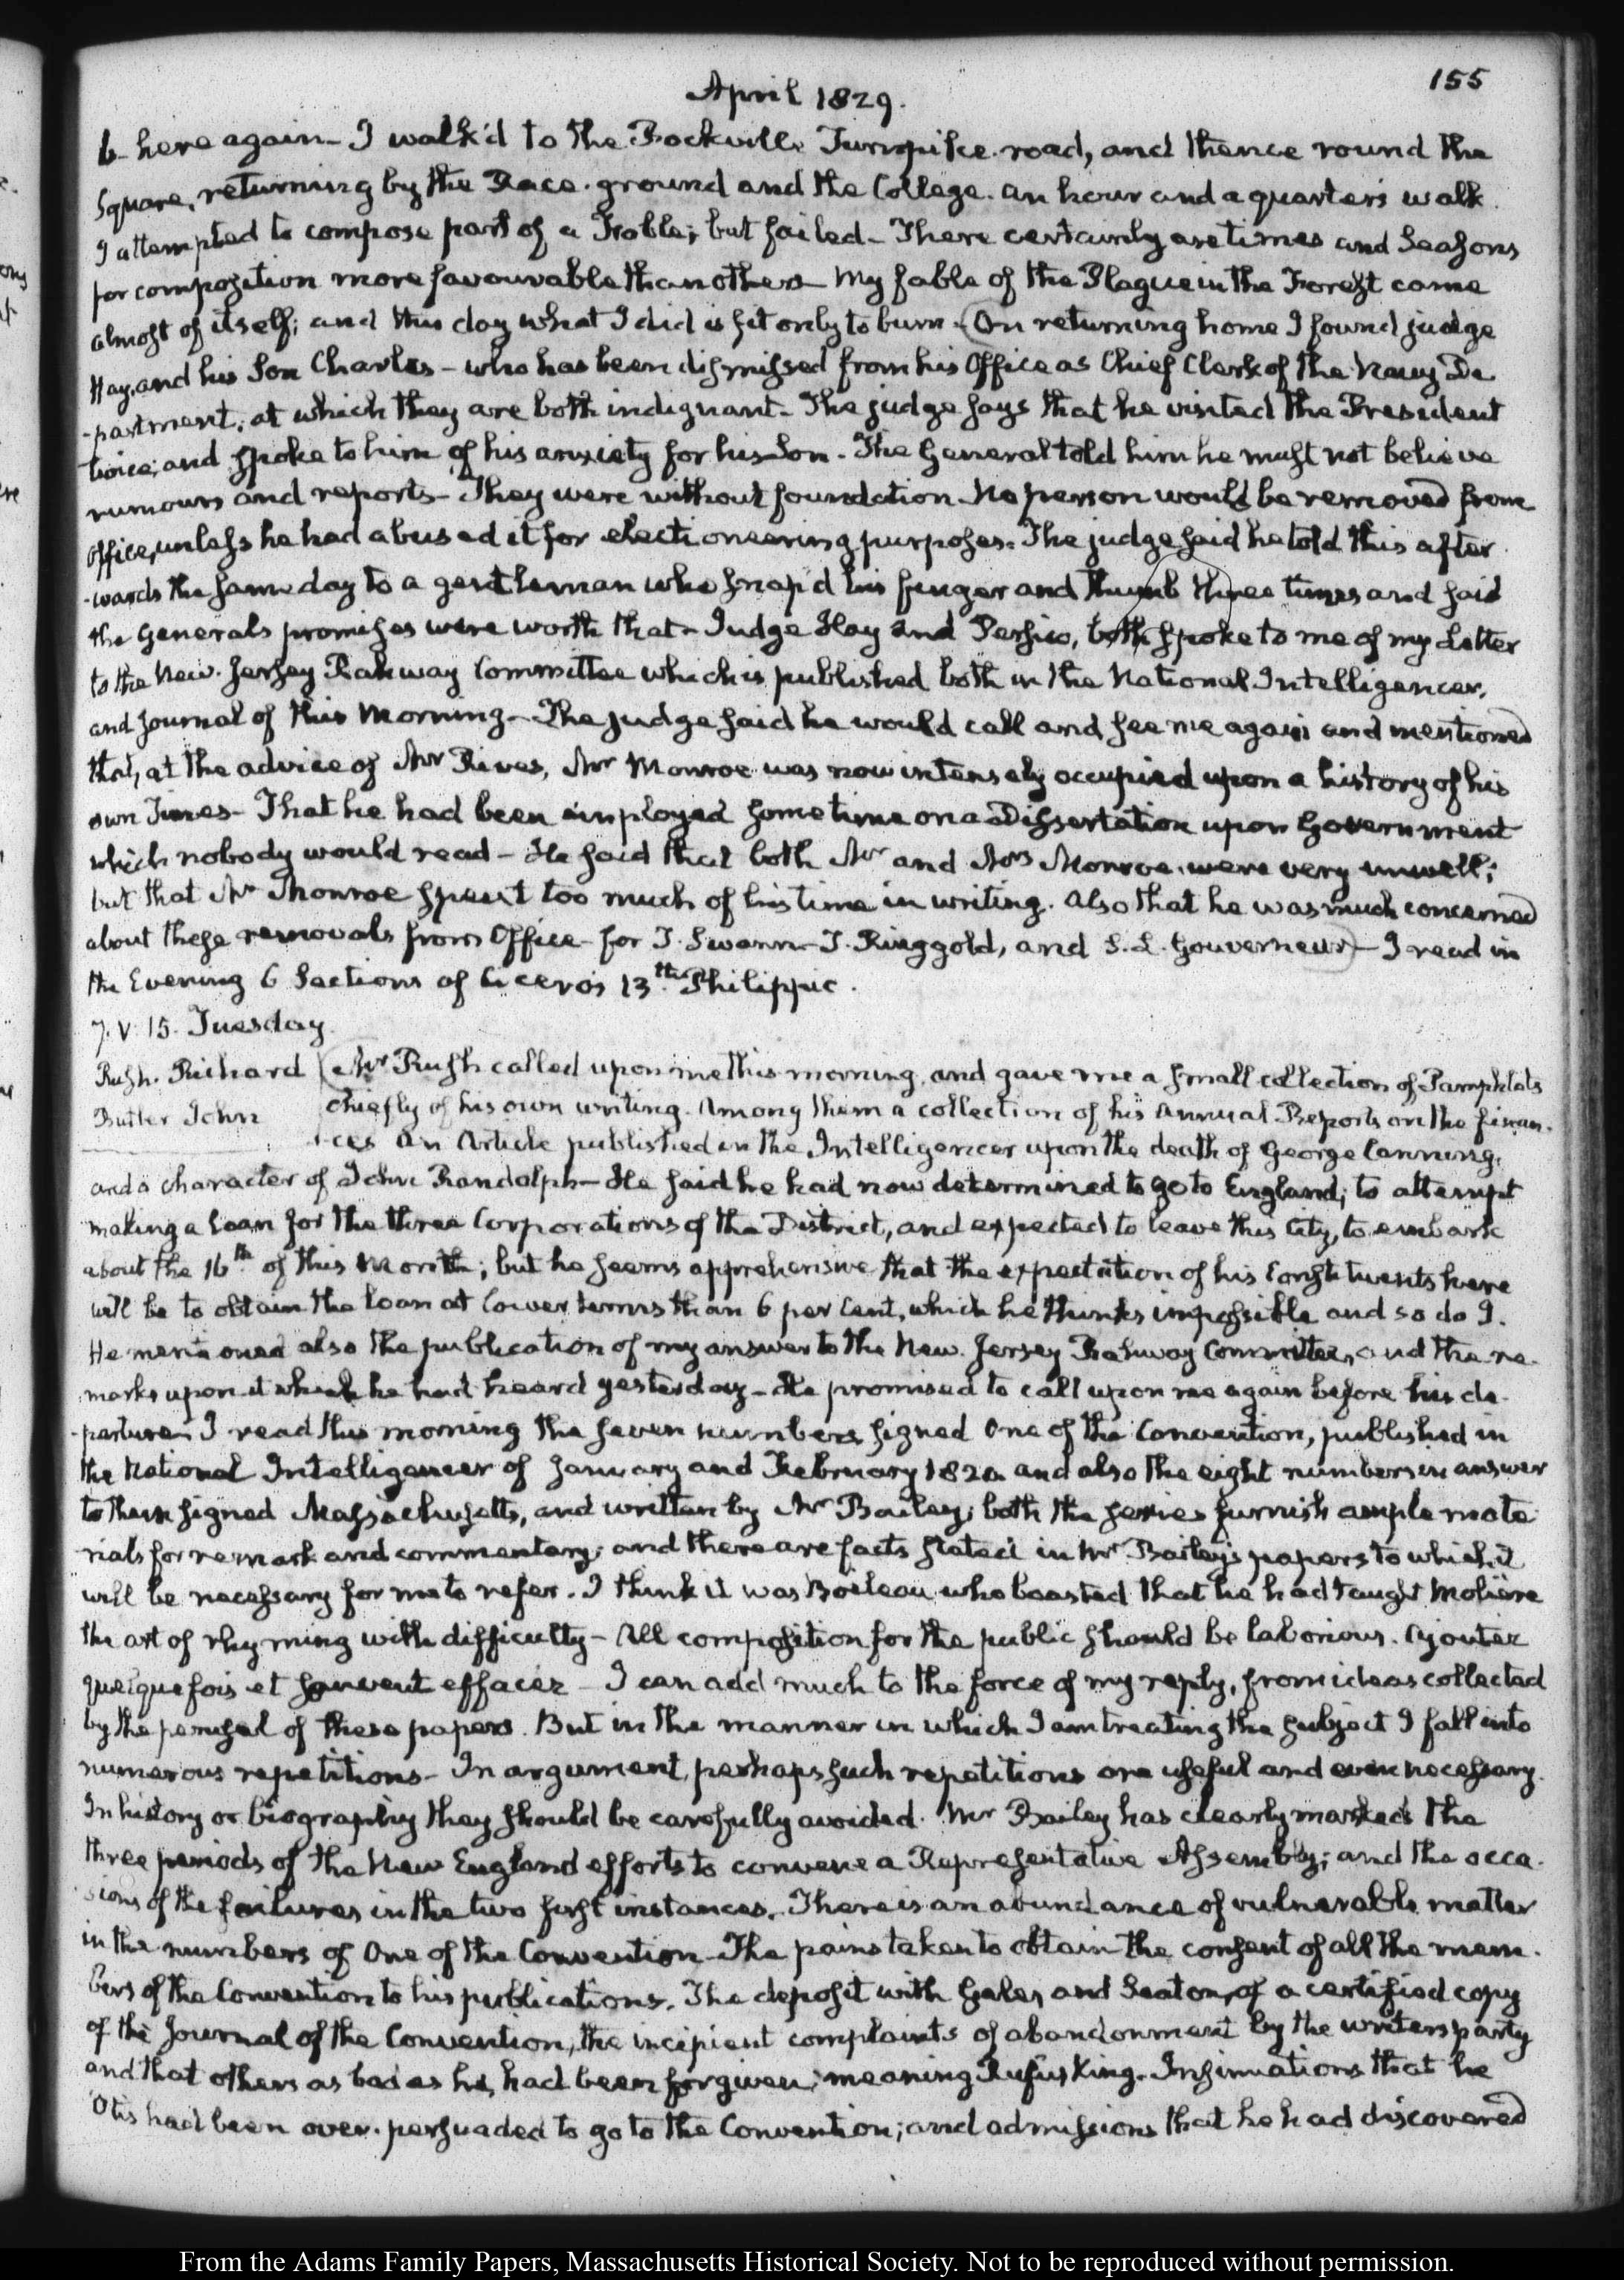 155
April 1829.
6- here again- I walk'd to the Rockville Turnpike road, and thence round the
Square, returning by the Race-ground and the College. an hour and a quarter's walk.
I attempted to compose part of a Fable; but failed- There certainly are times and Seasons
for composition more favourable than others- My fable of the Plague in the Forest came
almost of itself; and this day what I did is fit only to burn. On returning home I found judge
Hay, and his Son Charles- who has been dismissed from his Office as Chief Clerk of the Navy De
-partment. at which they are both indignant- The judge says that he visited the President
twice; and spoke to him of his anxiety for his Son- The General told him he must not believe
rumours and reports- They were without foundation- No person would be removed from
Office, unless he had abused it for electioneering purposes. The judge said he told this after
-wards the same day to a gentleman who snap'd his finger and thumb three times and said
the Generals promises were worth that- Judge Hay and Persico, both spoke to me of my Letter
to the New-Jersey Rahway Committee which is published both in the National Intelligencer,
and Journal of this Morning- The judge said he would call and see me again and mentioned
that, at the advice of Mr Rives, Mr Monroe was now intensely occupied upon a history of his
own Times- That he had been employed sometime on a Dissertation upon Government
which nobody would read- He said that both Mr and Mrs Monroe were very unwell;
but that Mr Monroe spent too much of his time in writing. Also that he was much concerned
about these removals from Office- for T. Swann- T. Ringgold, and S. L. Gouverneur- I read in
the Evening 6 Sections of Cicero's 13th Philippic.
7. V. 15. Tuesday
Rush. Richard Mr Rush called upon me this morning, and gave me a small collection of Pamphlets
Butler John chiefly of his own writing. Among them a collection of his Annual Reports on the finan-
-ces An Article published in the Intelligencer upon the death of George Canning,
and a character of John Randolph- He said he had now determined to go to England; to attempt
making a Loan for the three Corporations of the District, and expected to leave this City, to embark
about the 16th of this Month; but he seems apprehensive that the expectation of his Constituents here
will be to obtain the loan at lower terms than 6 per Cent, which he thinks impossible and so do I.
He mentioned also the publication of my answer to the New-Jersey Rahway Committee, and the re-
marks upon it which he had heard yesterday- He promised to call upon me again before his de-
-parture- I read this morning the seven numbers signed One of the Convention, published in
the National Intelligencer of January and February 1820 and also the eight numbers in answer
to them signed Massachusetts, and written by Mr Bailey; both the series furnish ample mate
-rials for remark and commentary; and there are facts stated in Mr Bailey's papers to which it
will be necessary for me to refer. I think it was Boileau who boasted that he had taught Moliere
the art of rhyming with difficulty- All composition for the public should be laborious. Ajoutez
quelquefois et souvent effacez- I can add much to the force of my reply, from ideas collected
by the perusal of these papers. But in the manner in which I am treating the subject I fall into
numerous repetitions- In argument, perhaps such repetitions are useful and even necessary.
In history or biography they should be carefully avoided. Mr Bailey has clearly marked the
three periods of the New England efforts to convene a Representative Assembly; and the occa-
-sions of the failures in the two first instances. There is an abundance of vulnerable matter
in the numbers of One of the Convention- The pains taken to obtain the consent of all the mem-
bers of the Convention to his publications. The deposit with Gales and Seaton, of a certified copy
of the Journal of the Convention, the incipient complaints of abandonment by the writers party
and that others as bad as he, had been forgiven; meaning Rufus King. Insinuations that he
Otis had been over-persuaded to go to the Convention; and admissions that he had discovered
From the Adams Family Papers, Massachusetts Historical Society. Not to be reproduced without permission.